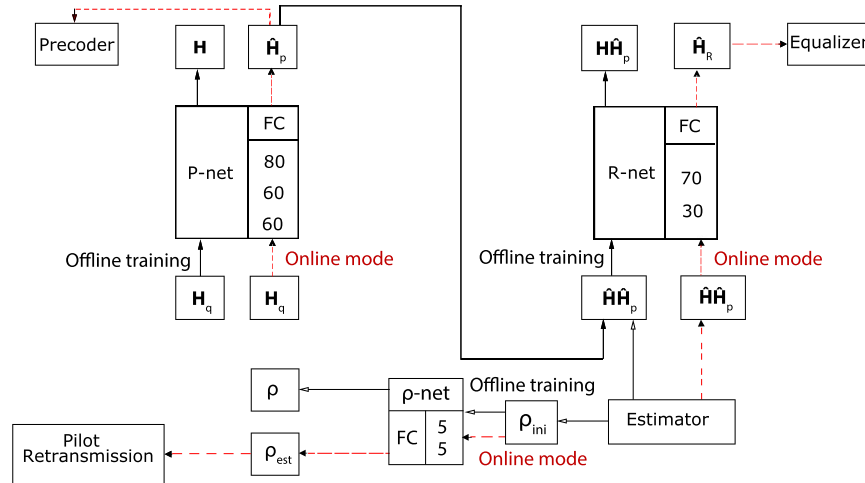 Precoder
H
Ĥp
HĤp
ĤR
Equalizer
P-net
FC
80
60
60
R-net
FC
70
30
Offline training
Online mode
Offline training
Online mode
Hq
Hq
ĤĤp
ĤĤp
ρ
ρ-net
FC
5
5
Offline training
ρini
Estimator
Online mode
Pilot
Retransmission
ρest